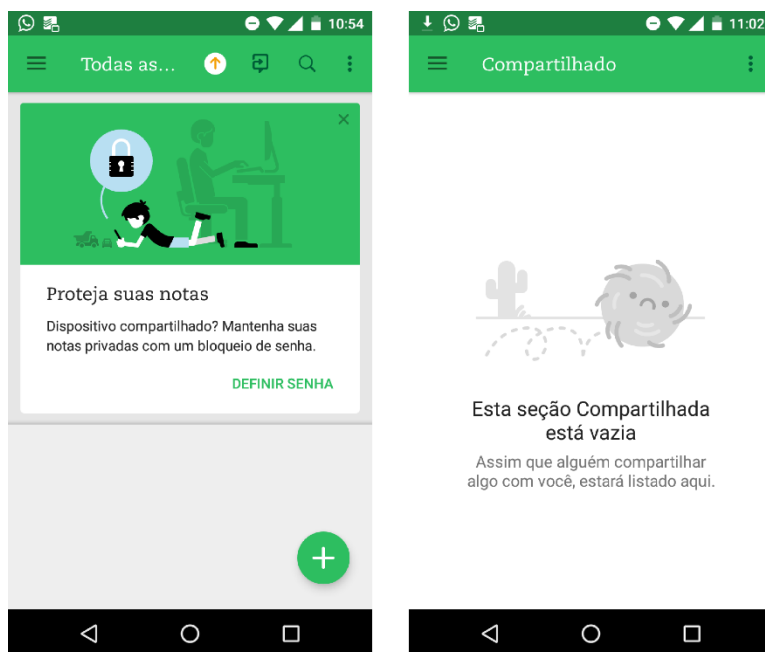 10:54
Todas as...
Proteja suas notas
Dispositivo compartilhado? Mantenha suas
notas privadas com um bloqueio de senha.
DEFINIR SENHA
11:02
Compartilhado
Esta seção Compartilhada
está vazia
Assim que alguém compartilhar
algo com você, estará listado aqui.